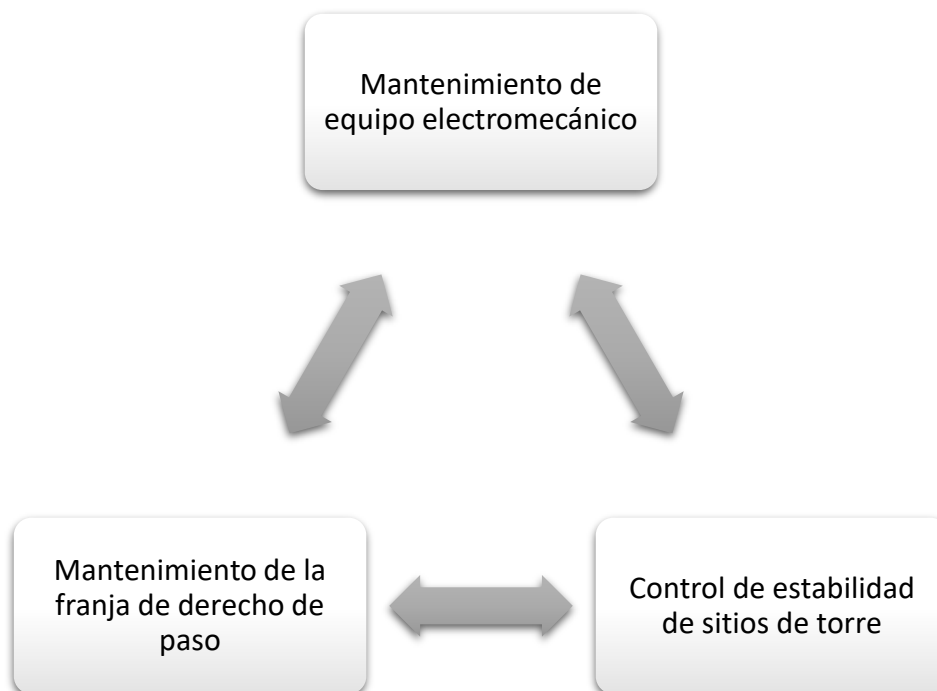 Mantenimiento de
equipo electromecánico
Mantenimiento de la
franja de derecho de
paso
Control de estabilidad
de sitios de torre